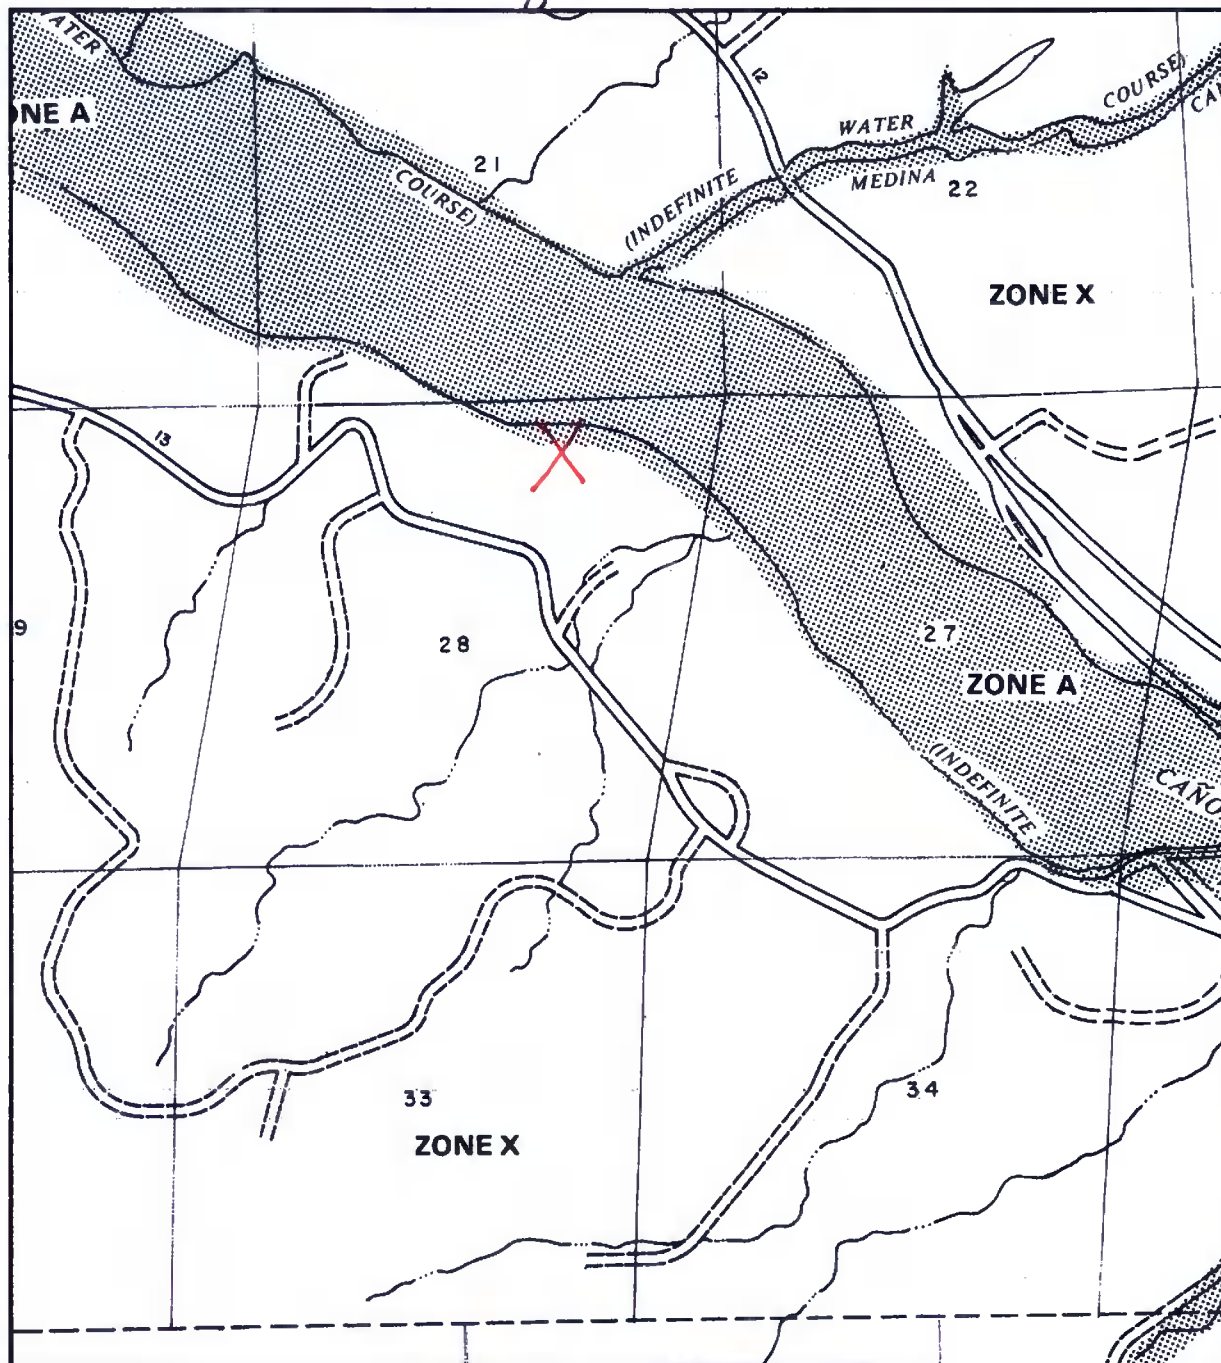 ATER
12
COURSE)
CA
ONE A
WATER
21
COURSE)
(INDEFINITE
MEDINA
22
ZONE X
13
9
28
27
ZONE A
(INDEFINITE
CAÑO
33
34
ZONE X